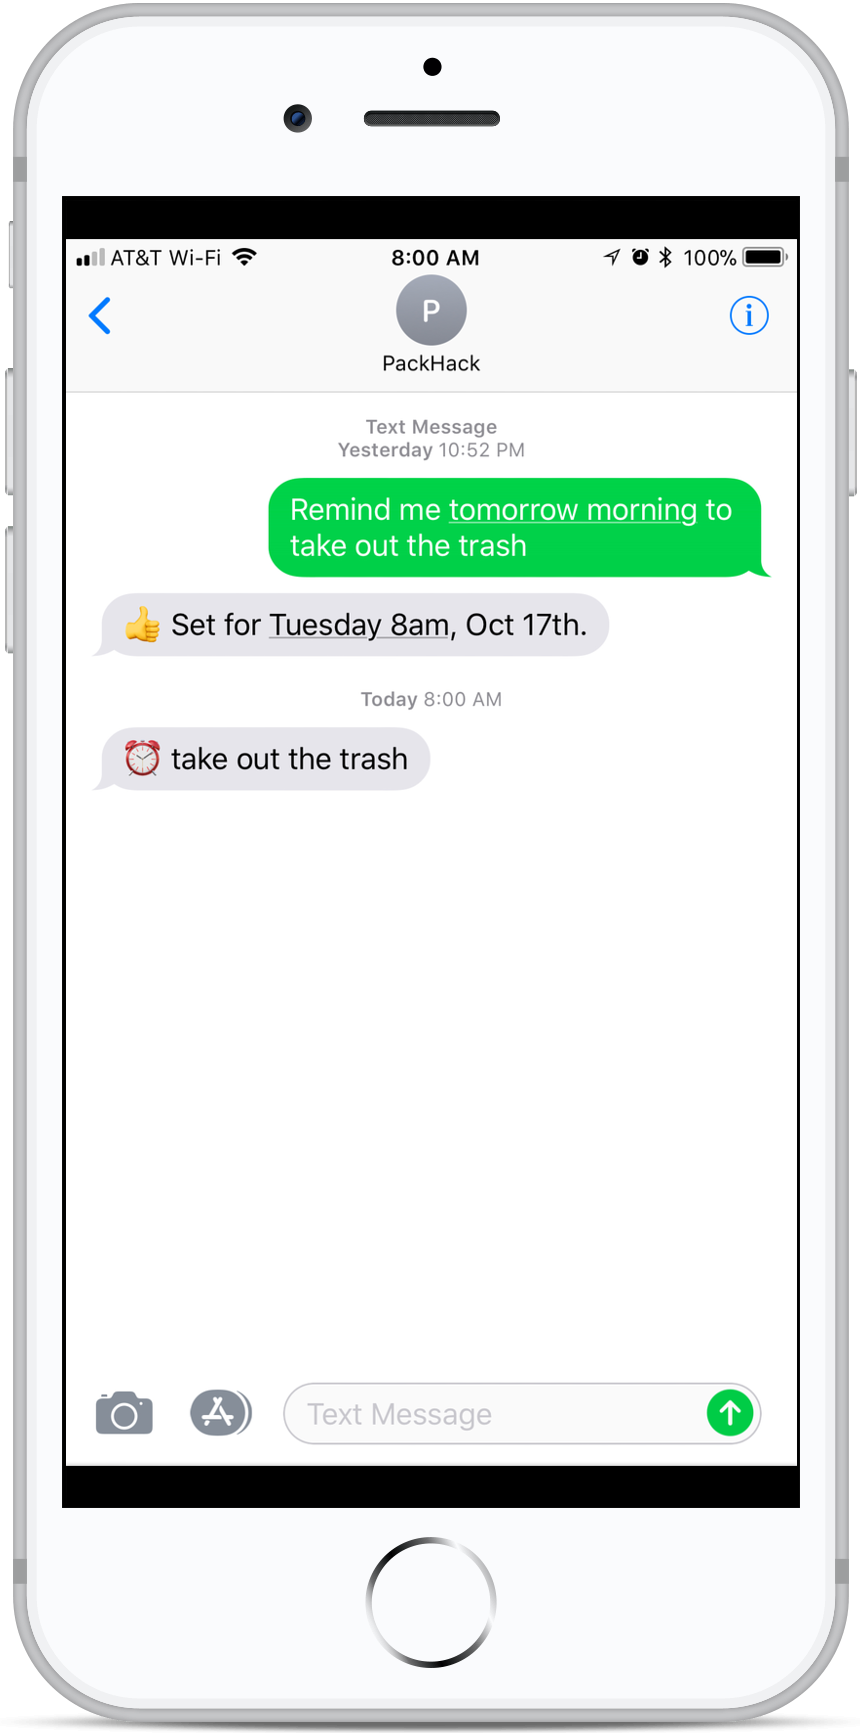 AT&T Wi-Fi 8:00 AM 100%
P
PackHack
Text Message
Yesterday 10:52 PM
Remind me tomorrow morning to
take out the trash
👍 Set for Tuesday 8am, Oct 17th.
Today 8:00 AM
⏰ take out the trash
Text Message